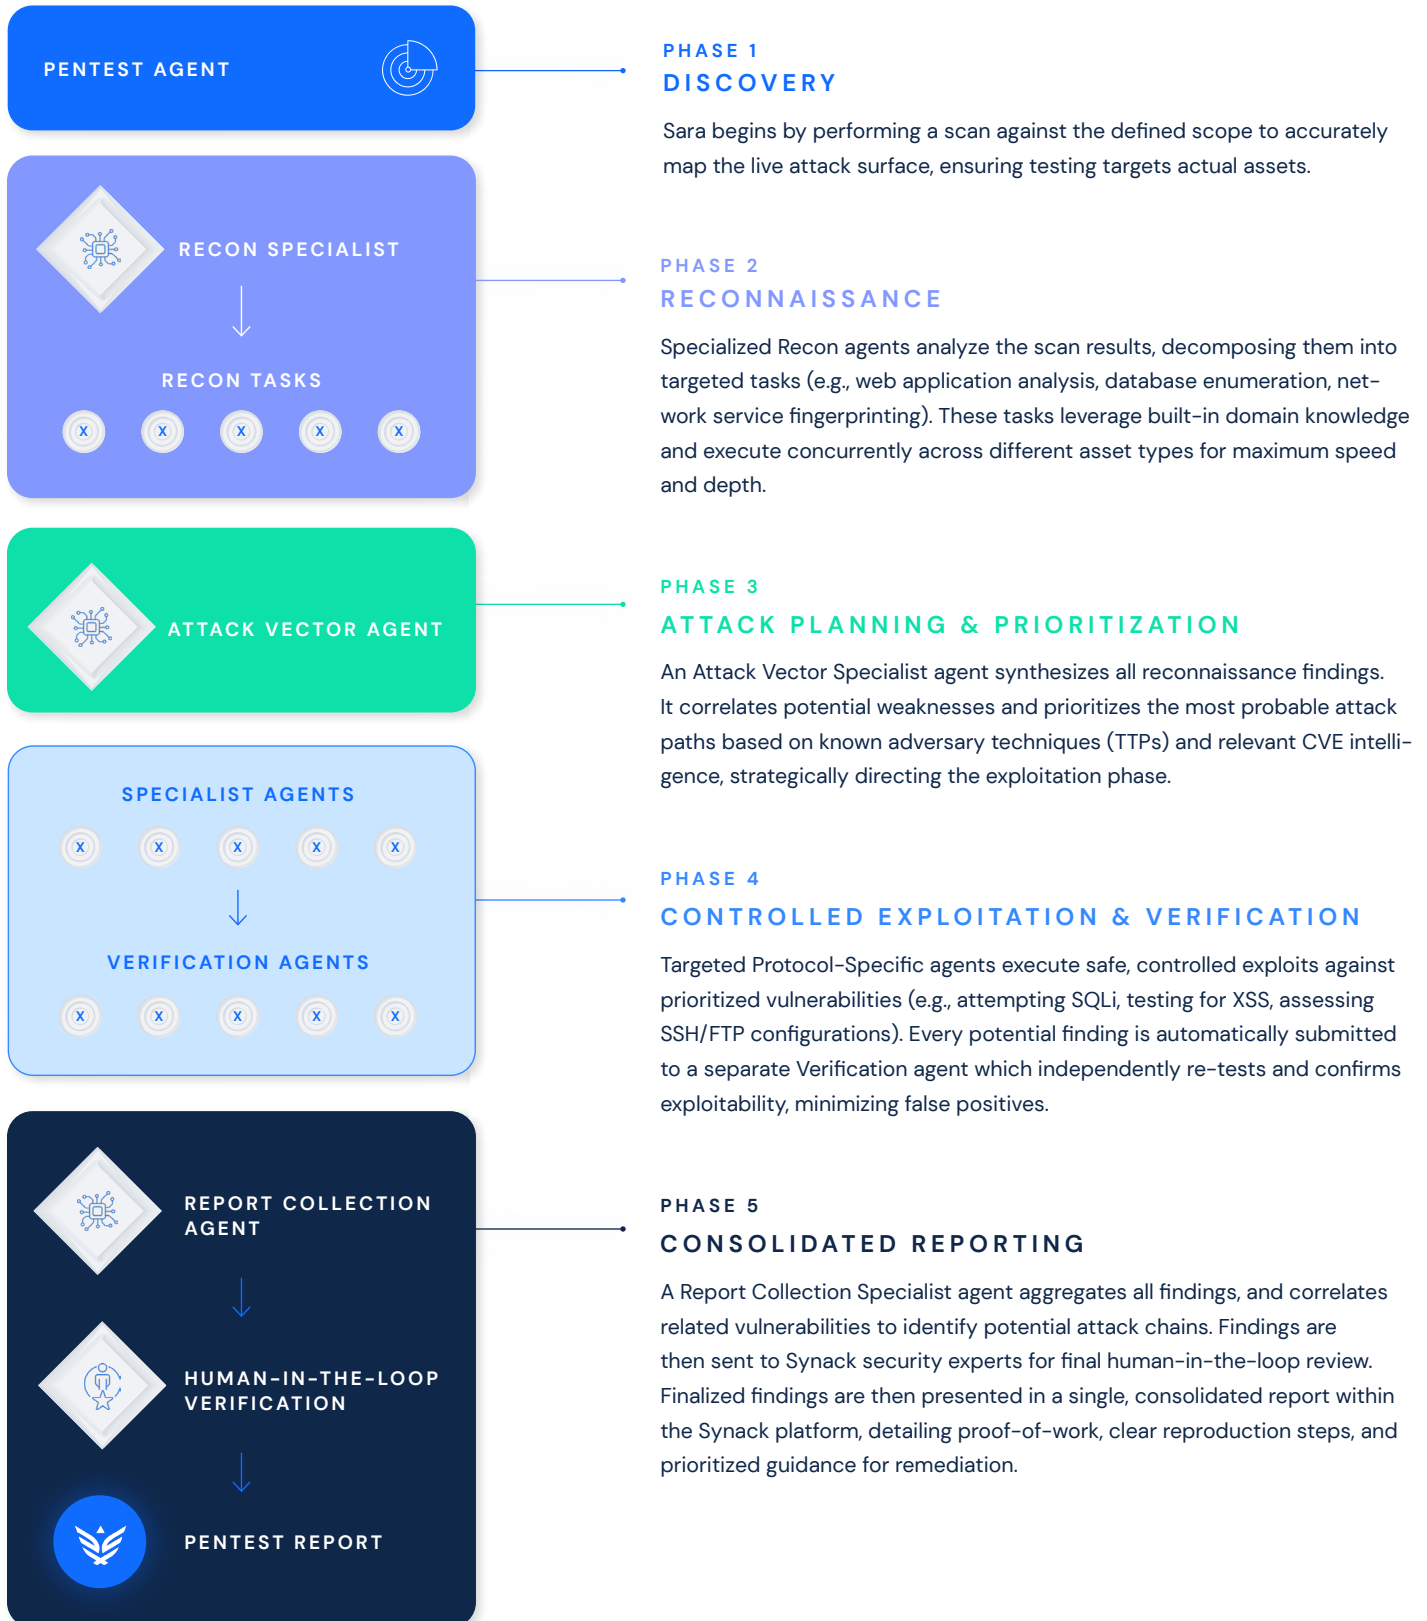 PENTEST AGENT
PHASE 1
DISCOVERY
Sara begins by performing a scan against the defined scope to accurately
map the live attack surface, ensuring testing targets actual assets.
RECON SPECIALIST
RECON TASKS
X X X X X
PHASE 2
RECONNAISSANCE
Specialized Recon agents analyze the scan results, decomposing them into
targeted tasks (e.g., web application analysis, database enumeration, net-
work service fingerprinting). These tasks leverage built-in domain knowledge
and execute concurrently across different asset types for maximum speed
and depth.
ATTACK VECTOR AGENT
PHASE 3
ATTACK PLANNING & PRIORITIZATION
An Attack Vector Specialist agent synthesizes all reconnaissance findings.
It correlates potential weaknesses and prioritizes the most probable attack
paths based on known adversary techniques (TTPs) and relevant CVE intelli-
gence, strategically directing the exploitation phase.
SPECIALIST AGENTS
X X X X X
VERIFICATION AGENTS
X X X X X
PHASE 4
CONTROLLED EXPLOITATION & VERIFICATION
Targeted Protocol-Specific agents execute safe, controlled exploits against
prioritized vulnerabilities (e.g., attempting SQLi, testing for XSS, assessing
SSH/FTP configurations). Every potential finding is automatically submitted
to a separate Verification agent which independently re-tests and confirms
exploitability, minimizing false positives.
REPORT COLLECTION
AGENT
HUMAN-IN-THE-LOOP
VERIFICATION
PENTEST REPORT
PHASE 5
CONSOLIDATED REPORTING
A Report Collection Specialist agent aggregates all findings, and correlates
related vulnerabilities to identify potential attack chains. Findings are
then sent to Synack security experts for final human-in-the-loop review.
Finalized findings are then presented in a single, consolidated report within
the Synack platform, detailing proof-of-work, clear reproduction steps, and
prioritized guidance for remediation.